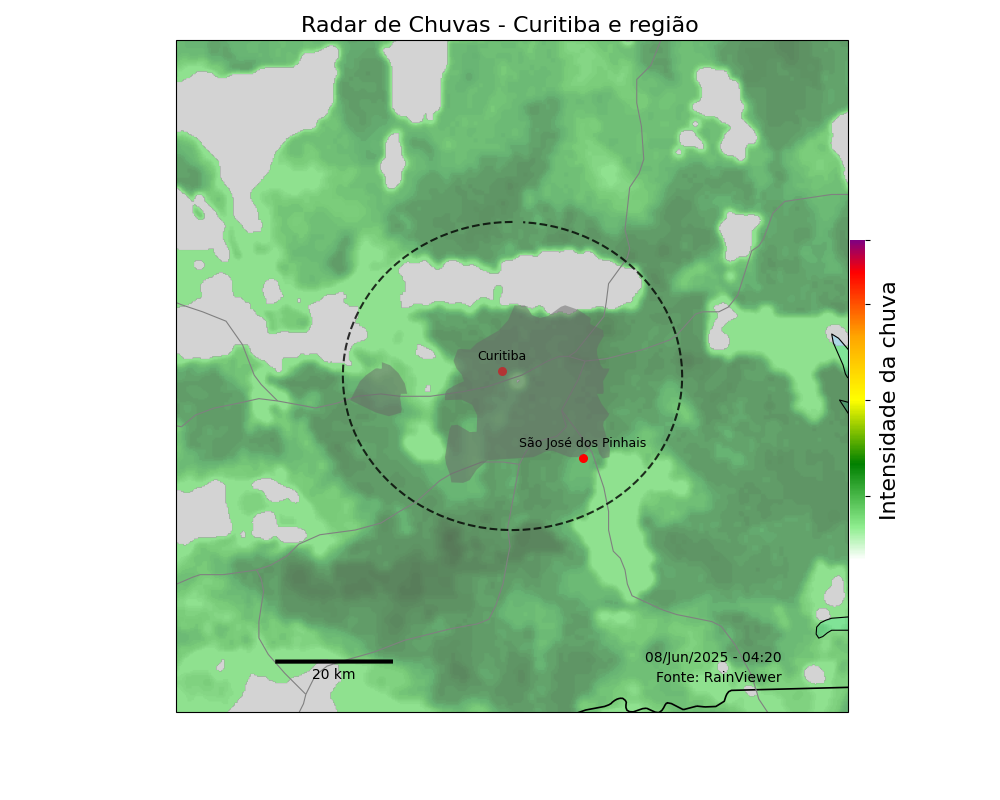 Radar de Chuvas - Curitiba e região
Curitiba
São José dos Pinhais
Intensidade da chuva
08/Jun/2025 - 04:20
Fonte: RainViewer
20 km